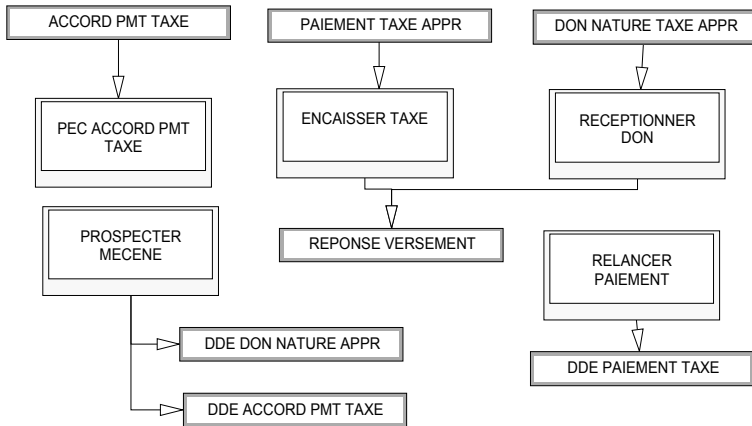 ACCORD PMT TAXE
PAIEMENT TAXE APPR
DON NATURE TAXE APPR
PEC ACCORD PMT
TAXE
ENCAISSER TAXE
RECEPTIONNER
DON
PROSPECTER
MECENE
REPONSE VERSEMENT
RELANCER
PAIEMENT
DDE DON NATURE APPR
DDE PAIEMENT TAXE
DDE ACCORD PMT TAXE